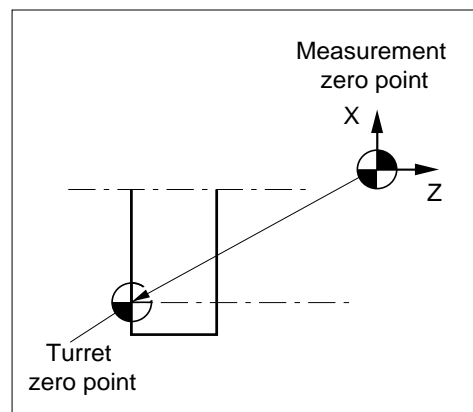 Measurement
zero point
X
Z
Turret
zero point